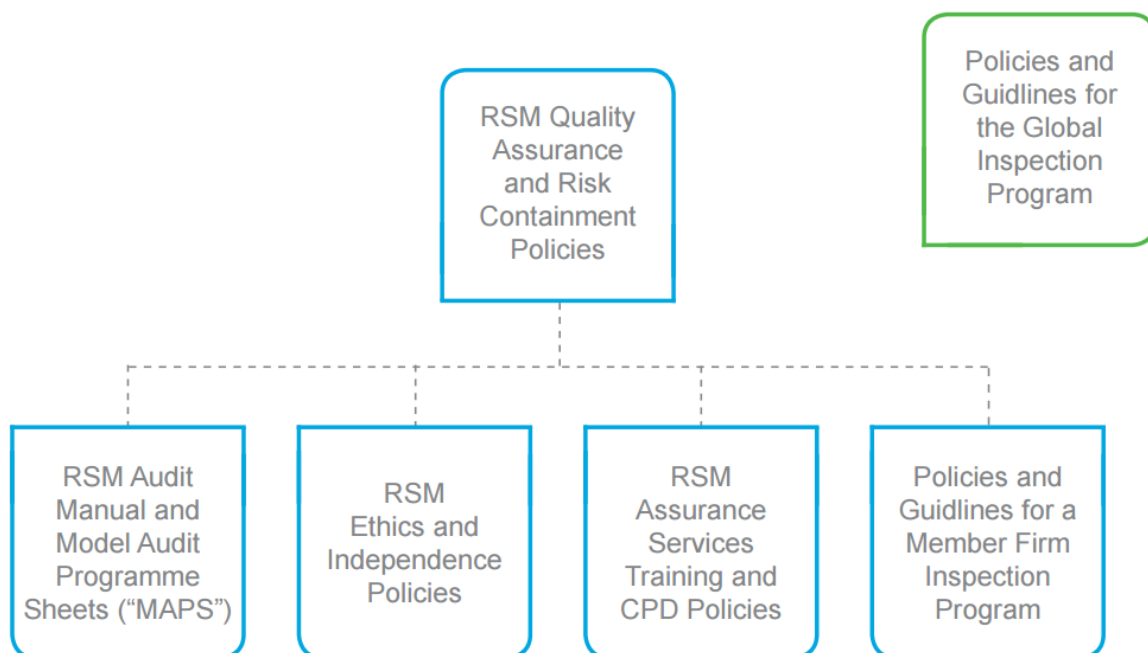 RSM Quality
Assurance
and Risk
Containment
Policies
Policies and
Guidlines for
the Global
Inspection
Program
RSM Audit
Manual and
Model Audit
Programme
Sheets (“MAPS”)
RSM
Ethics and
Independence
Policies
RSM
Assurance
Services
Training and
CPD Policies
Policies and
Guidlines for a
Member Firm
Inspection
Program